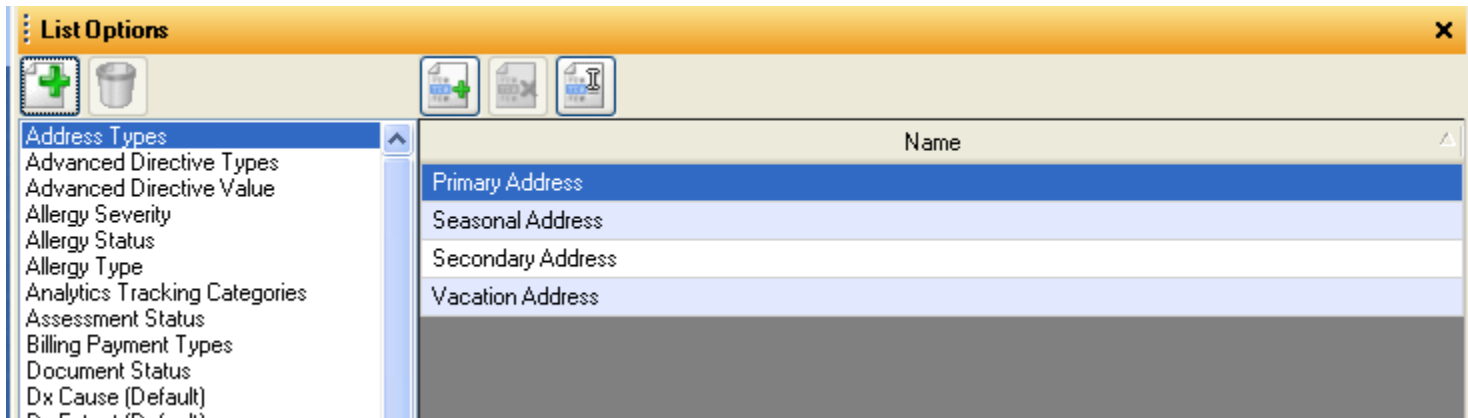 List Options
Address Types
Advanced Directive Types
Advanced Directive Value
Allergy Severity
Allergy Status
Allergy Type
Analytics Tracking Categories
Assessment Status
Billing Payment Types
Document Status
Dx Cause (Default)
Name
Primary Address
Seasonal Address
Secondary Address
Vacation Address